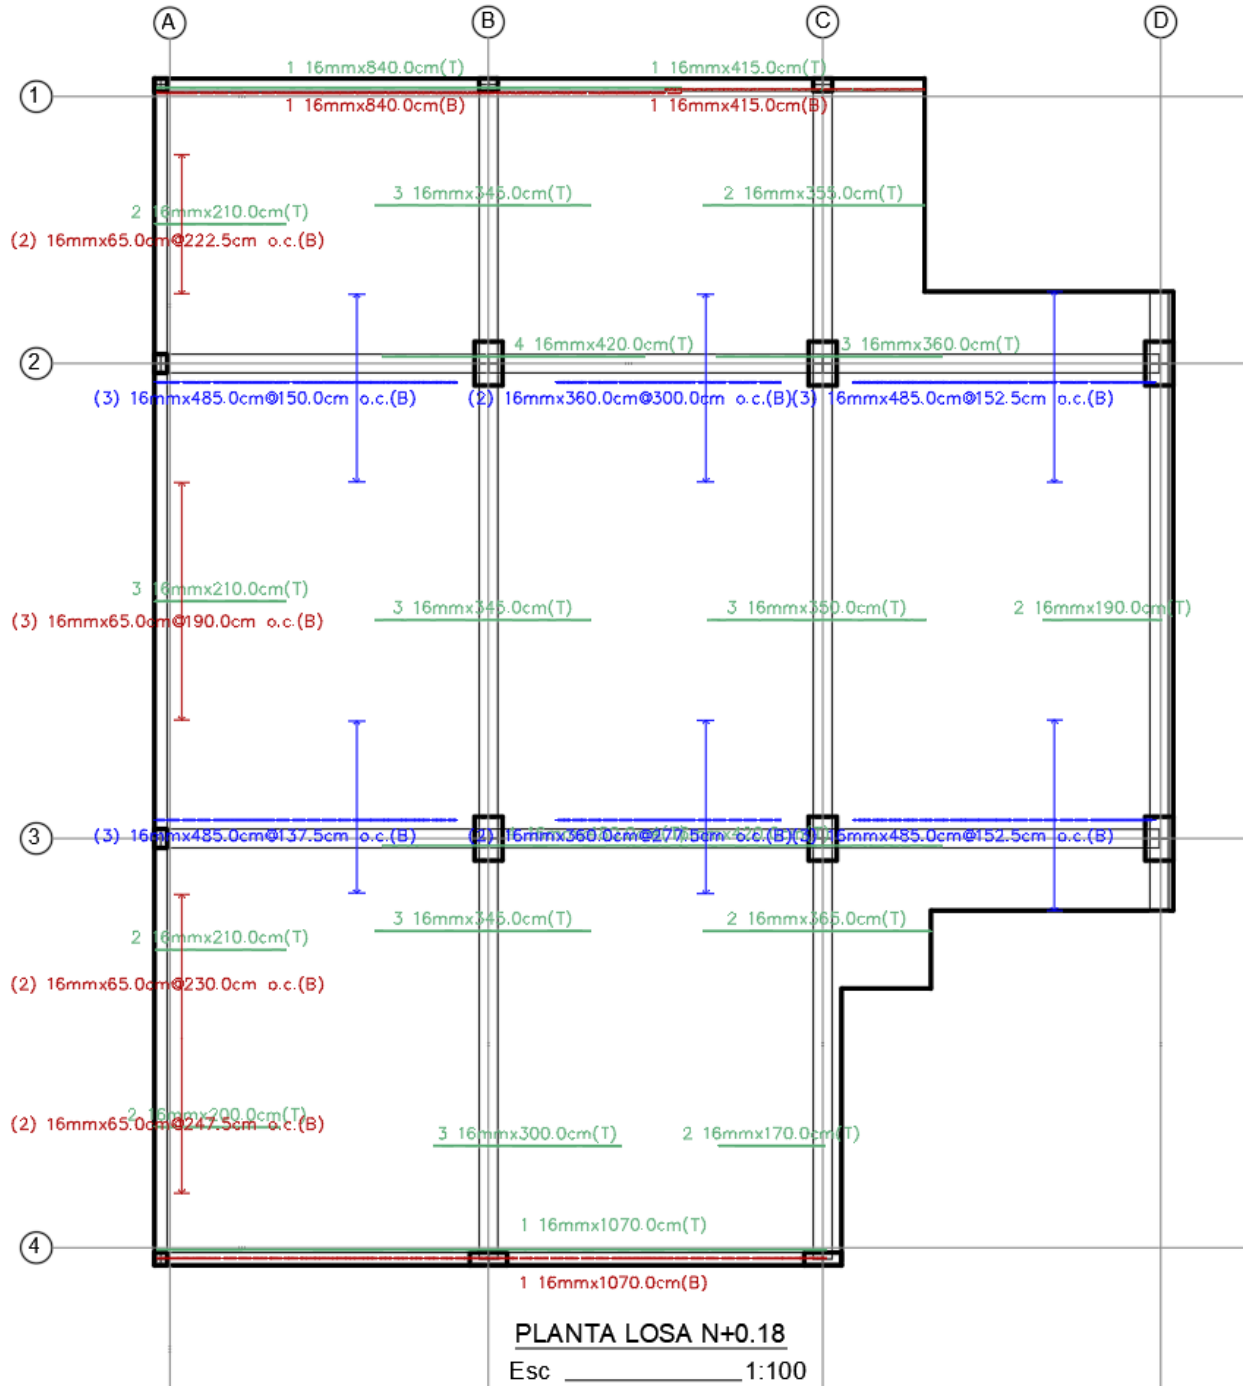 A B C D
1
1 16mmx840.0cm(T) 1 16mmx415.0cm(T)
1 16mmx840.0cm(B) 1 16mmx415.0cm(B)
3 16mmx345.0cm(T) 2 16mmx355.0cm(T)
2 16mmx210.0cm(T)
(2) 16mmx65.0cm@222.5cm o.c.(B)
2
4 16mmx420.0cm(T) 3 16mmx360.0cm(T)
(3) 16mmx485.0cm@150.0cm o.c.(B) (2) 16mmx360.0cm@300.0cm o.c.(B) (3) 16mmx485.0cm@152.5cm o.c.(B)
3 16mmx210.0cm(T)
3 16mmx345.0cm(T) 3 16mmx350.0cm(T) 2 16mmx190.0cm(T)
(3) 16mmx65.0cm@190.0cm o.c.(B)
3
(3) 16mmx485.0cm@137.5cm o.c.(B) (2) 16mmx360.0cm@277.5cm o.c.(B) (3) 16mmx485.0cm@152.5cm o.c.(B)
3 16mmx345.0cm(T) 2 16mmx365.0cm(T)
2 16mmx210.0cm(T)
(2) 16mmx65.0cm@230.0cm o.c.(B)
2 16mmx200.0cm(T)
(2) 16mmx65.0cm@247.5cm o.c.(B)
3 16mmx300.0cm(T) 2 16mmx170.0cm(T)
1 16mmx1070.0cm(T)
4
1 16mmx1070.0cm(B)
PLANTA LOSA N+0.18
Esc 1:100